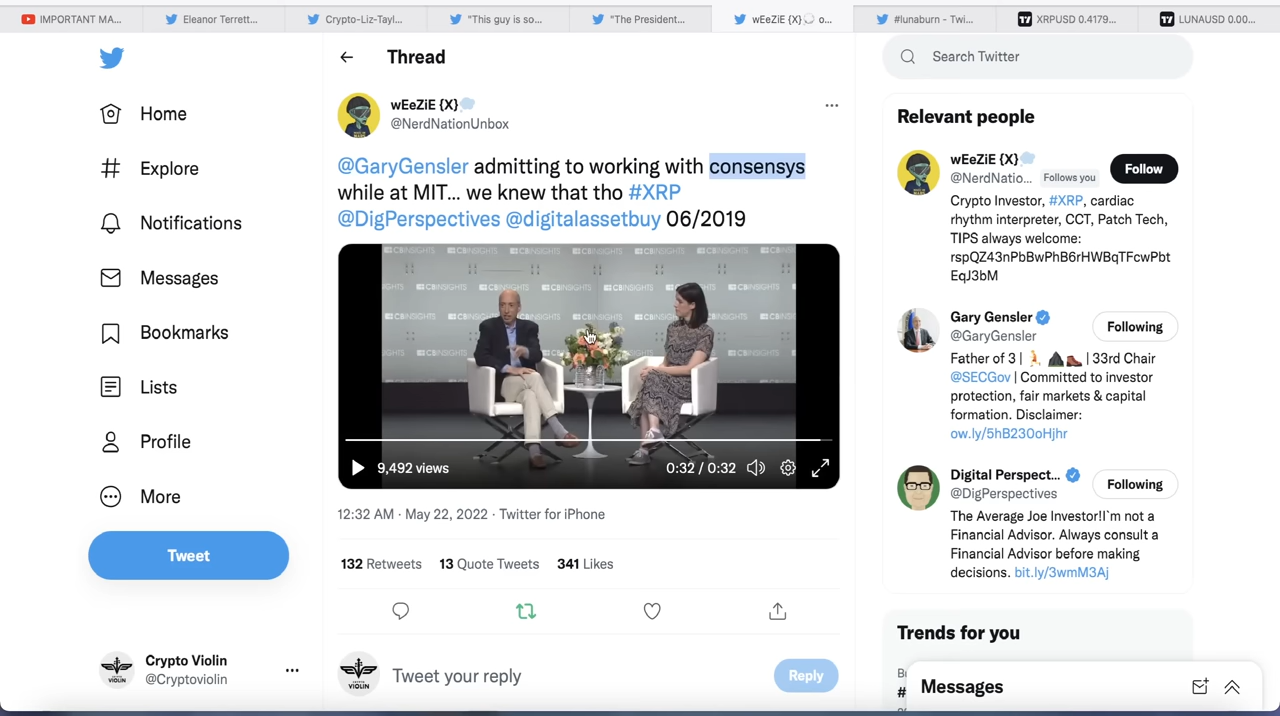 IMPORTANT MA...
Eleanor Terrett...
Crypto-Liz-Tayl...
"This guy is so...
"The President...
wEeZiE {X} o...
#lunaburn - Twi...
XRPUSD 0.4179...
LUNAUSD 0.00...
Home
Explore
Notifications
Messages
Bookmarks
Lists
Profile
More
Tweet
Crypto Violin
@Cryptoviolin
Thread
wEeZiE {X}
@NerdNationUnbox
@GaryGensler admitting to working with consensys
while at MIT... we knew that tho #XRP
@DigPerspectives @digitalassetbuy 06/2019
CBINSIGHTS
9,492 views
0:32 / 0:32
12:32 AM · May 22, 2022 · Twitter for iPhone
132 Retweets 13 Quote Tweets 341 Likes
CRYPTO
VIOLIN
Tweet your reply
Reply
Search Twitter
Relevant people
wEeZiE {X}
@NerdNatio... Follows you
Follow
Crypto Investor, #XRP, cardiac
rhythm interpreter, CCT, Patch Tech,
TIPS always welcome:
rspQZ43nPbBwPhB6rHWBqTFcwPbt
EqJ3bM
Gary Gensler
@GaryGensler
Following
Father of 3 | | 33rd Chair
@SECGov | Committed to investor
protection, fair markets & capital
formation. Disclaimer:
ow.ly/5hB230oHjhr
Digital Perspect...
@DigPerspectives
Following
The Average Joe Investor!I`m not a
Financial Advisor. Always consult a
Financial Advisor before making
decisions. bit.ly/3wmM3Aj
Trends for you
Messages